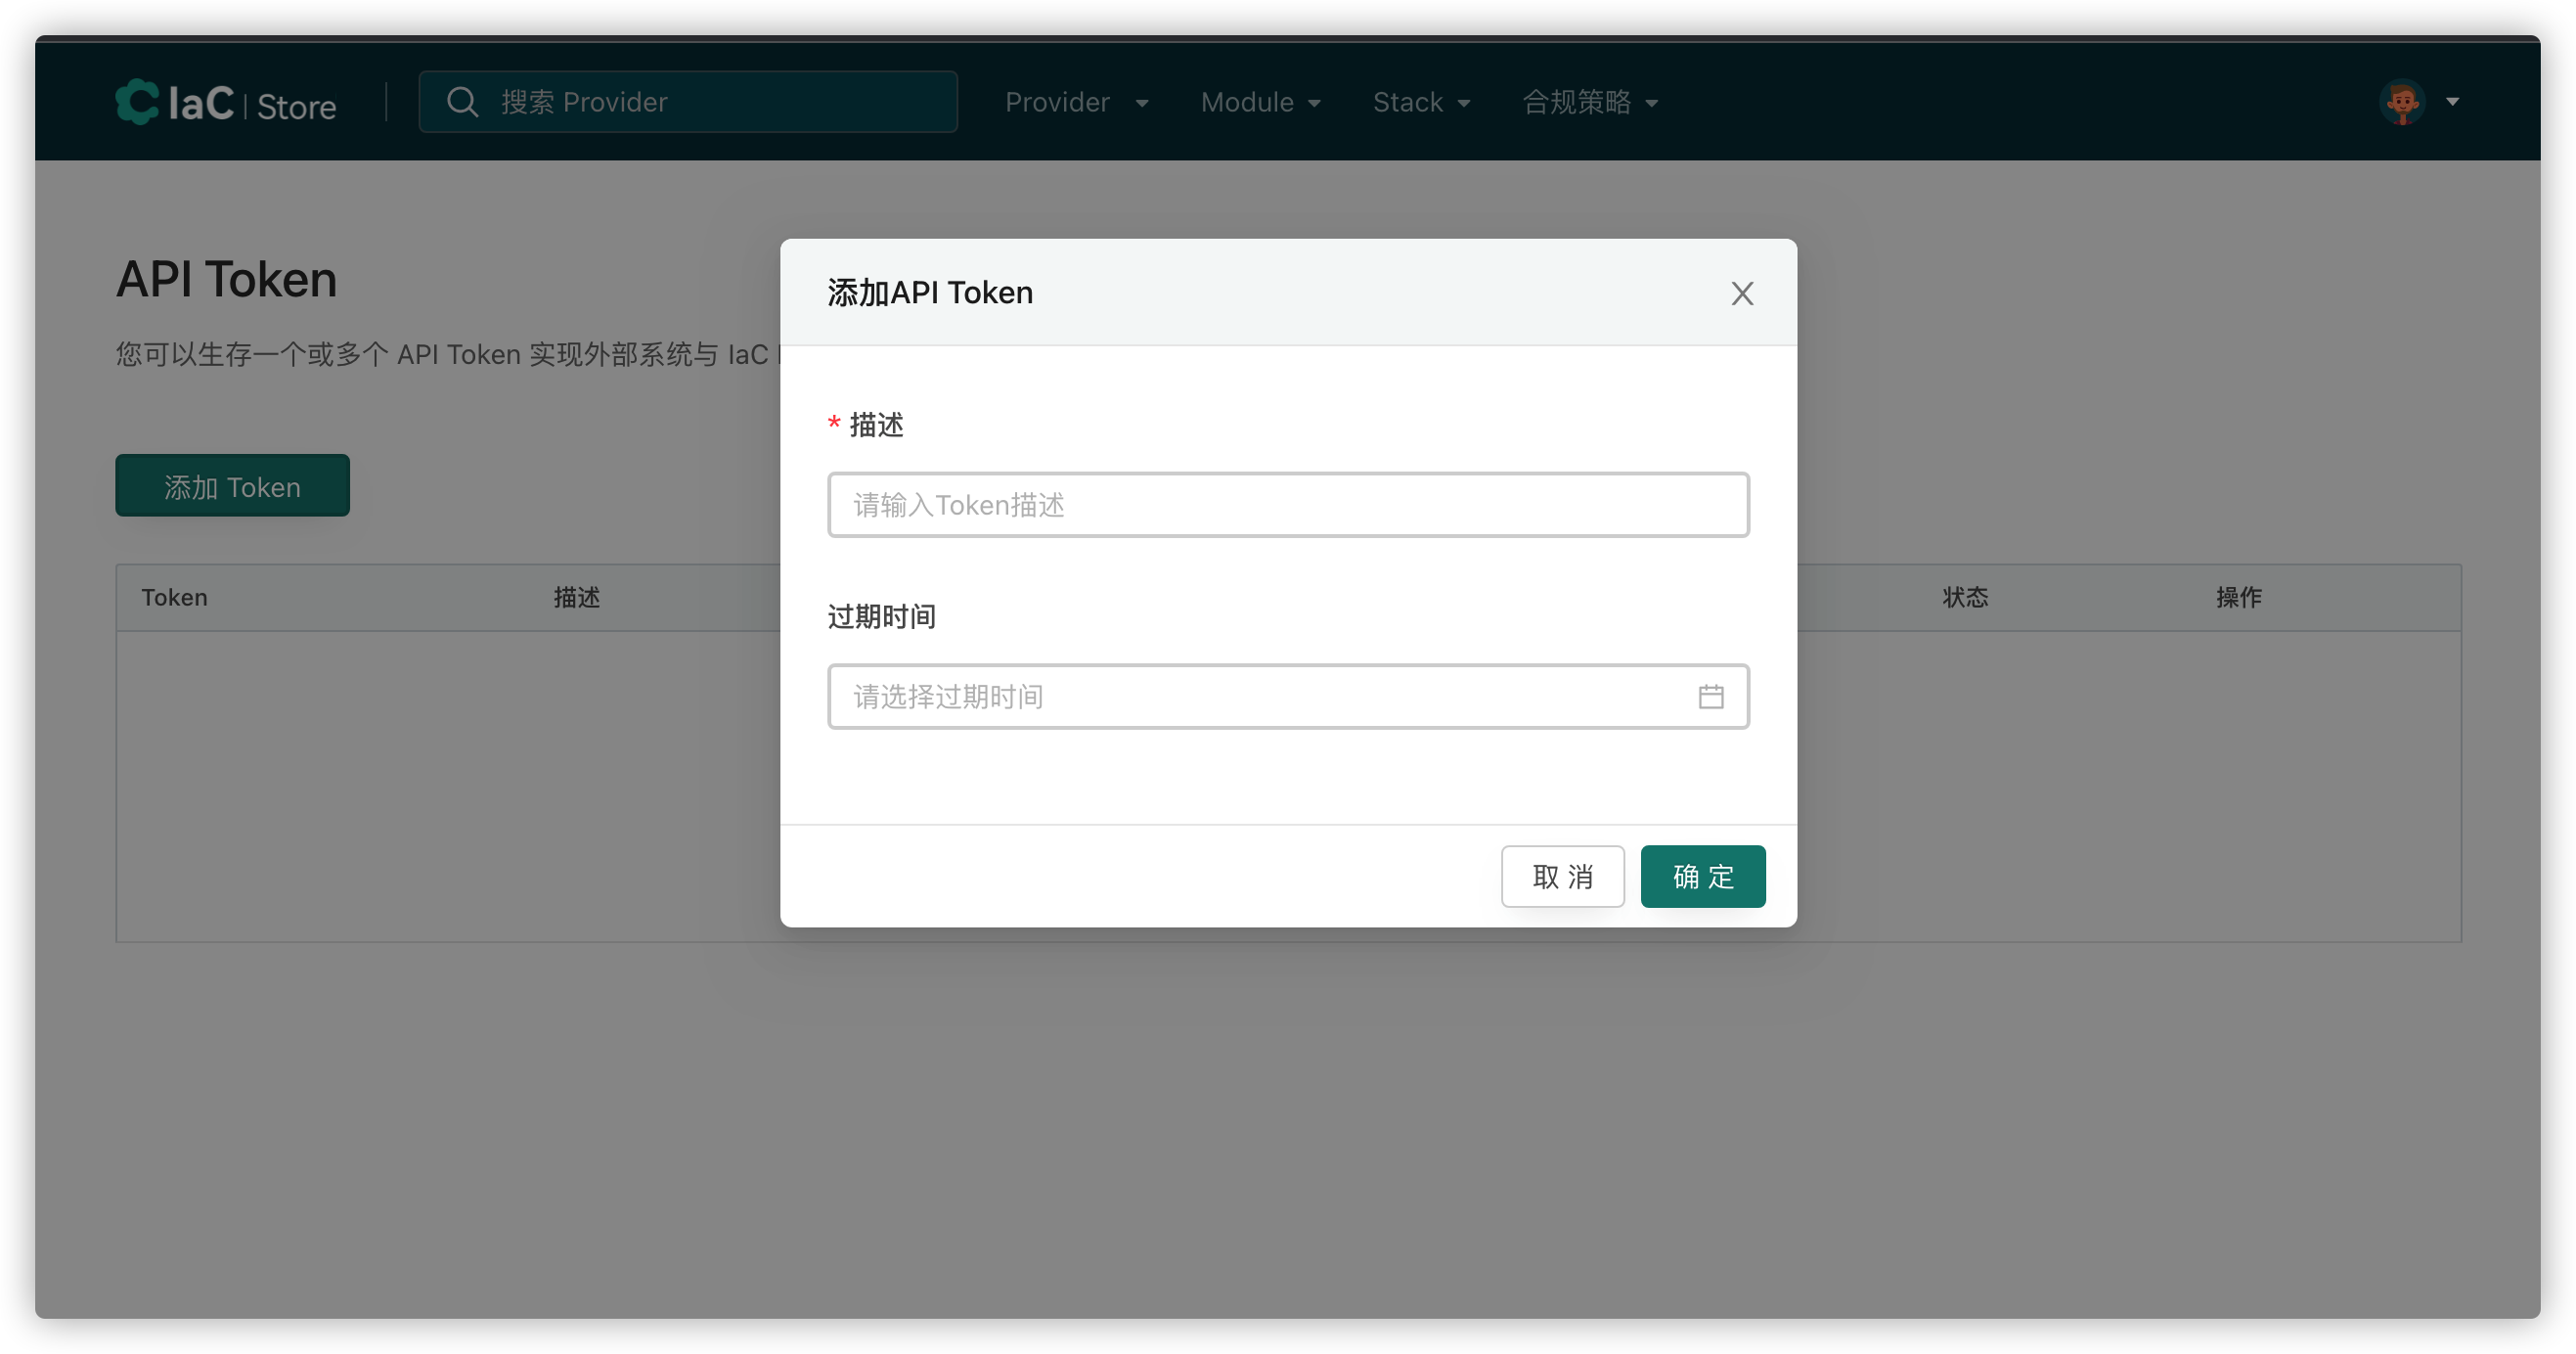 IaC | Store
搜索 Provider
Provider
Module
Stack
合规策略
API Token
您可以生存一个或多个 API Token 实现外部系统与 IaC
添加 Token
Token
描述
状态
操作
添加API Token
* 描述
请输入Token描述
过期时间
请选择过期时间
取 消
确 定